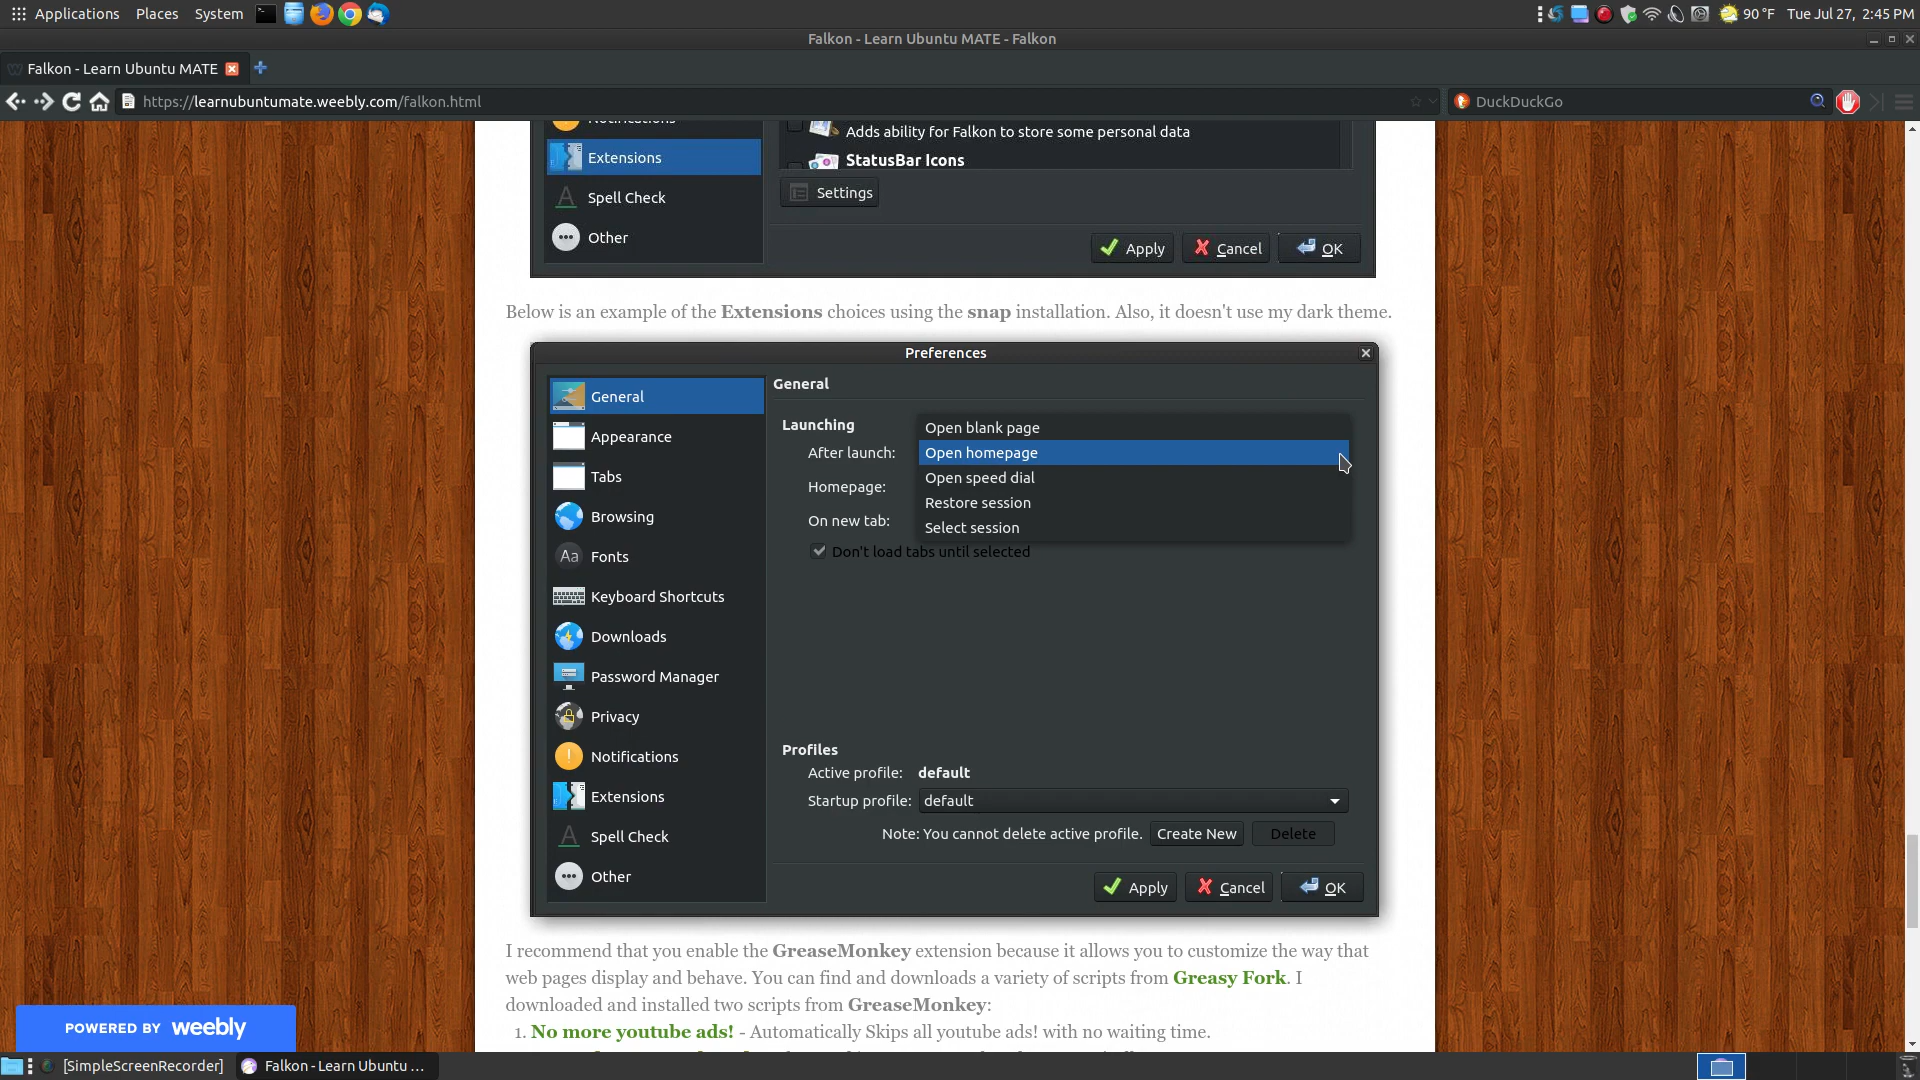 Applications Places System 90 °F Tue Jul 27, 2:45 PM
Falkon - Learn Ubuntu MATE - Falkon
Falkon - Learn Ubuntu MATE
https://learnubuntumate.weebly.com/falkon.html DuckDuckGo
Notifications
Adds ability for Falkon to store some personal data
Extensions
StatusBar Icons
Settings
Spell Check
Other
Apply Cancel OK
Below is an example of the Extensions choices using the snap installation. Also, it doesn't use my dark theme.
Preferences
General
General
Launching
Open blank page
Appearance
After launch:
Open homepage
Tabs
Open speed dial
Homepage:
Restore session
Browsing
On new tab:
Select session
Don't load tabs until selected
Aa Fonts
Keyboard Shortcuts
Downloads
Password Manager
Privacy
Notifications
Profiles
Active profile: default
Extensions
Startup profile: default
Spell Check
Note: You cannot delete active profile. Create New Delete
Other
Apply Cancel OK
I recommend that you enable the GreaseMonkey extension because it allows you to customize the way that
web pages display and behave. You can find and downloads a variety of scripts from Greasy Fork. I
downloaded and installed two scripts from GreaseMonkey:
1. No more youtube ads! - Automatically Skips all youtube ads! with no waiting time.
POWERED BY weebly
[SimpleScreenRecorder] Falkon - Learn Ubuntu ...